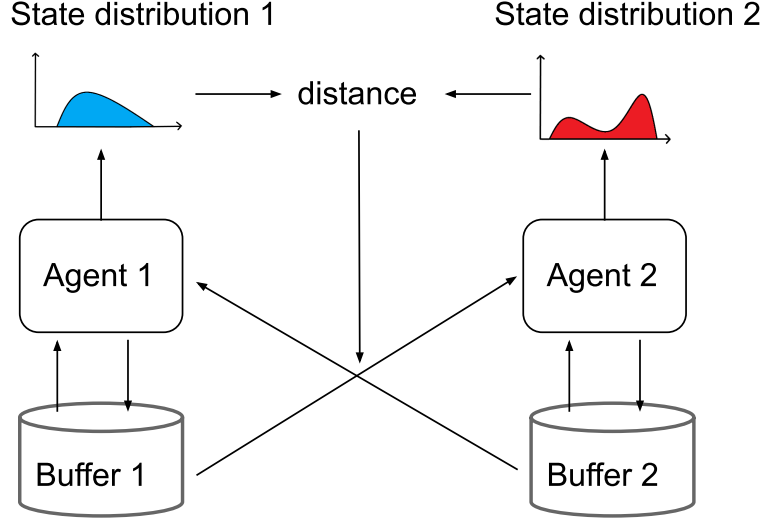 State distribution 1
State distribution 2
distance
Agent 1
Agent 2
Buffer 1
Buffer 2